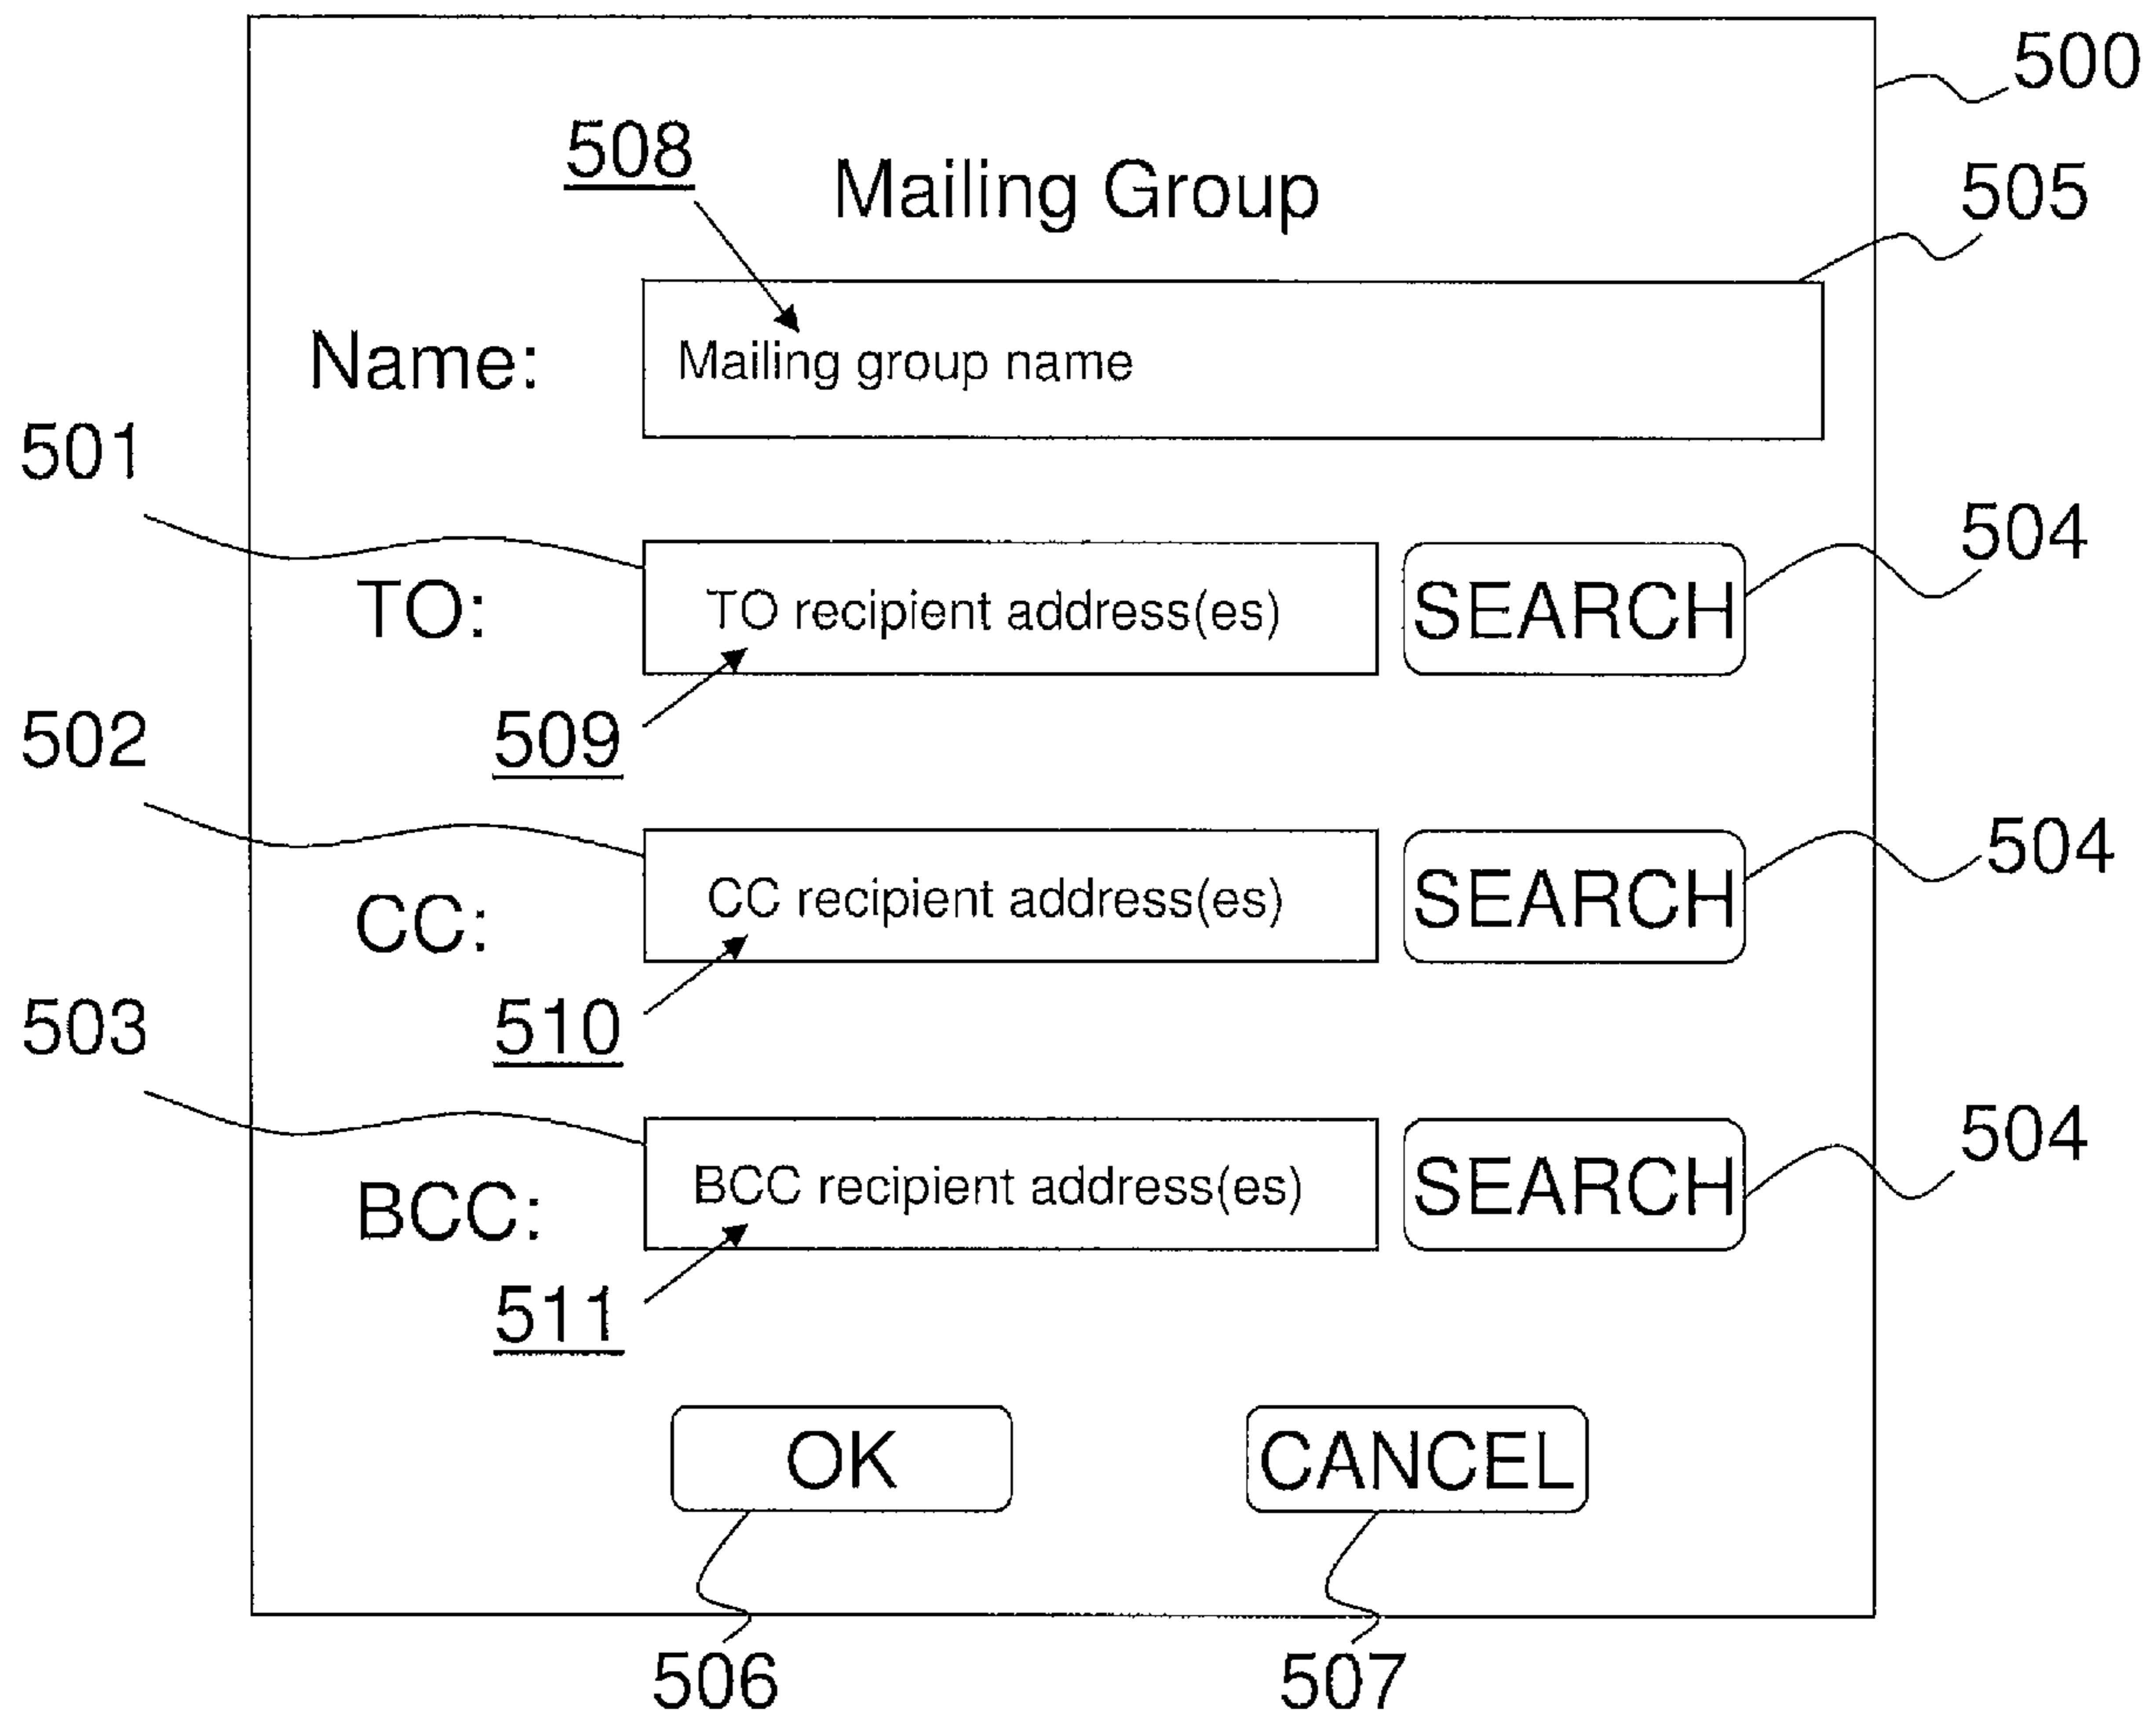 500
508
Mailing Group
505
Name:
Mailing group name
501
504
TO:
TO recipient address(es)
SEARCH
509
502
504
CC:
CC recipient address(es)
SEARCH
510
503
504
BCC:
BCC recipient address(es)
SEARCH
511
OK
CANCEL
506
507